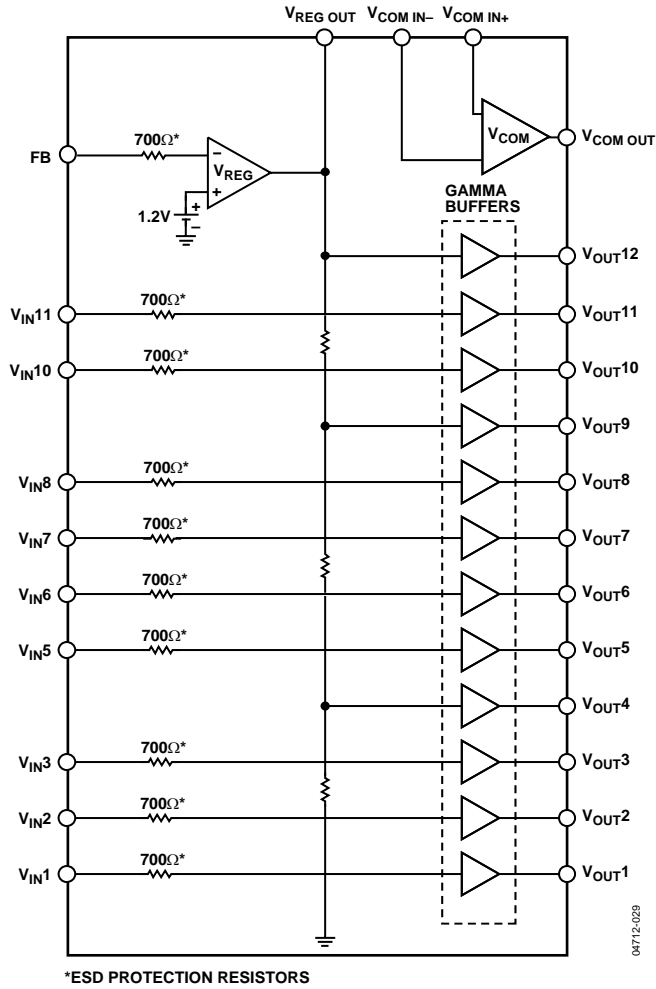 VREG OUT VCOM IN– VCOM IN+
700Ω*
FB
–
VREG
+
VCOM
VCOM OUT
+
1.2V
–
GAMMA
BUFFERS
VOUT12
700Ω*
VIN11
VOUT11
700Ω*
VIN10
VOUT10
VOUT9
700Ω*
VIN8
VOUT8
700Ω*
VIN7
VOUT7
700Ω*
VIN6
VOUT6
700Ω*
VIN5
VOUT5
VOUT4
700Ω*
VIN3
VOUT3
700Ω*
VIN2
VOUT2
700Ω*
VIN1
VOUT1
04712-029
*ESD PROTECTION RESISTORS